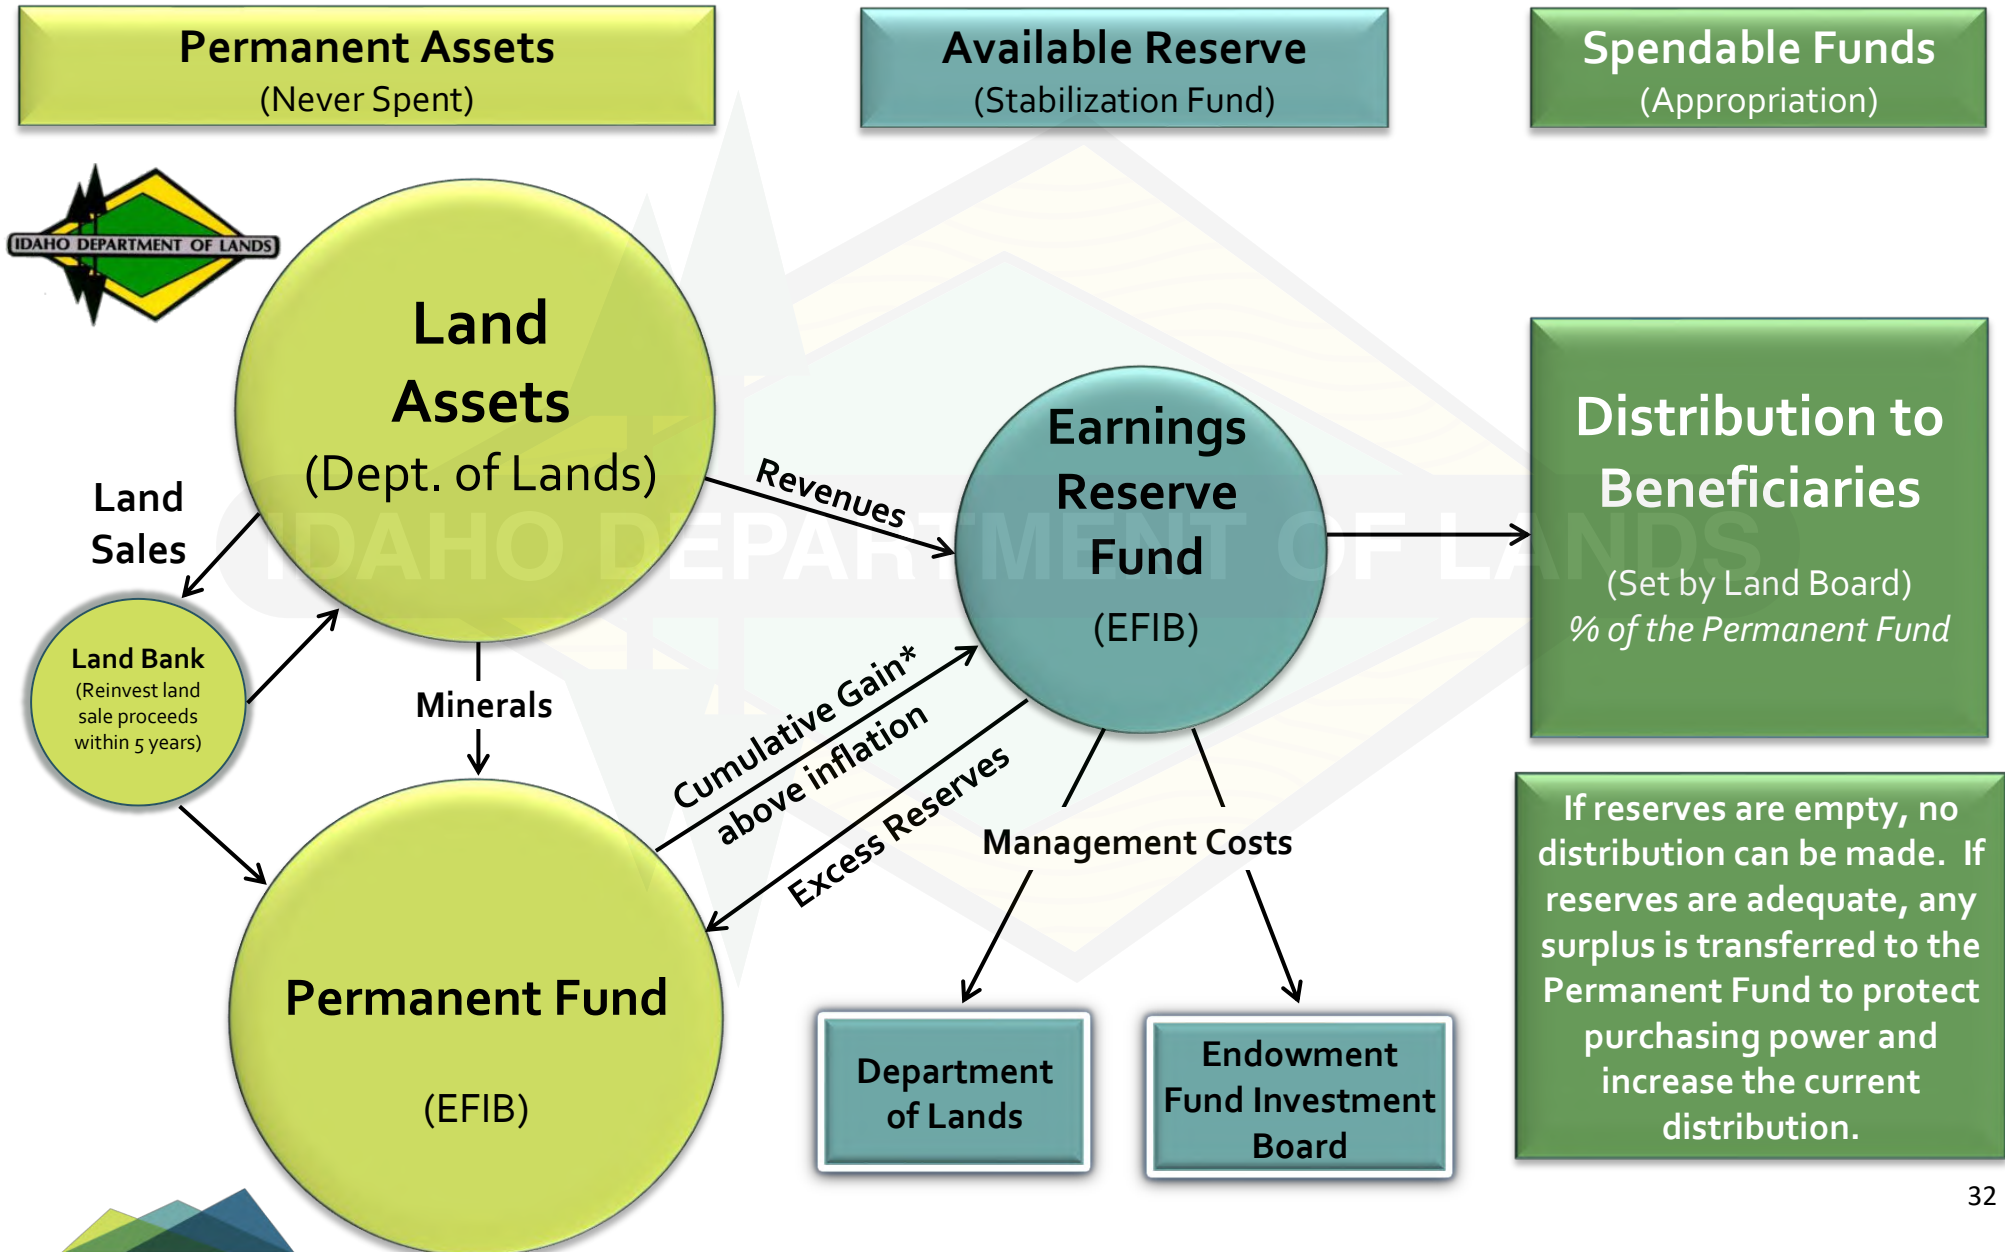 Permanent Assets
(Never Spent)
Available Reserve
(Stabilization Fund)
Spendable Funds
(Appropriation)
IDAHO DEPARTMENT OF LANDS
Land
Assets
(Dept. of Lands)
Land
Sales
Land Bank
(Reinvest land
sale proceeds
within 5 years)
Minerals
Revenues
Earnings
Reserve
Fund
(EFIB)
Cumulative Gain*
above inflation
Excess Reserves
Permanent Fund
(EFIB)
Management Costs
Department
of Lands
Endowment
Fund Investment
Board
Distribution to
Beneficiaries
(Set by Land Board)
% of the Permanent Fund
If reserves are empty, no
distribution can be made. If
reserves are adequate, any
surplus is transferred to the
Permanent Fund to protect
purchasing power and
increase the current
distribution.
IDAHO DEPARTMENT OF LANDS
32